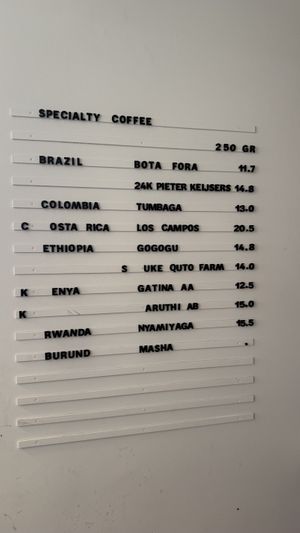 SPECIALTY COFFEE
250 GR
BRAZIL BOTA FORA 11.7
24K PIETER KEIJSERS 14.8
COLOMBIA TUMBAGA 13.0
C OSTA RICA LOS CAMPOS 20.5
ETHIOPIA GOGOGU 14.8
S UKE QUTO FARM 14.0
K ENYA GATINA AA 12.5
K ARUTHI AB 15.0
RWANDA NYAMIYAGA 15.5
BURUND MASHA .